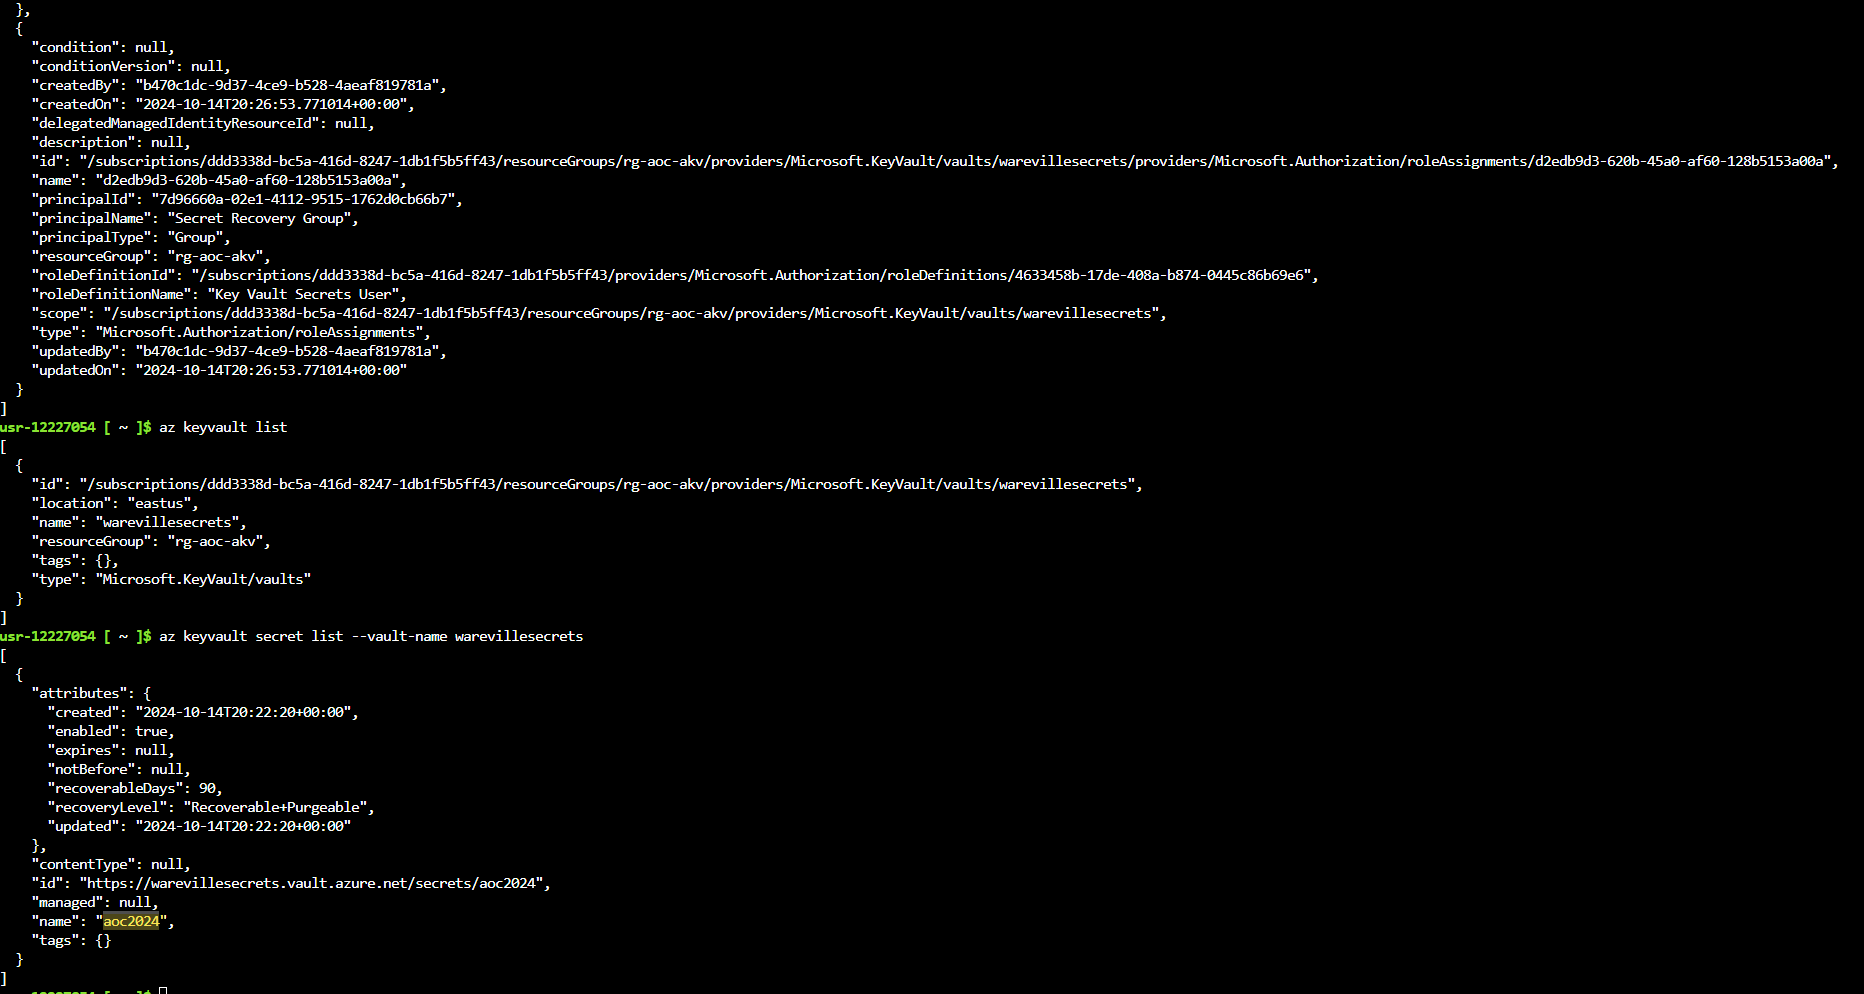 },
{
"condition": null,
"conditionVersion": null,
"createdBy": "b470c1dc-9d37-4ce9-b528-4aeaf819781a",
"createdOn": "2024-10-14T20:26:53.771014+00:00",
"delegatedManagedIdentityResourceId": null,
"description": null,
"id": "/subscriptions/ddd3338d-bc5a-416d-8247-1db1f5b5ff43/resourceGroups/rg-aoc-akv/providers/Microsoft.KeyVault/vaults/warevillesecrets/providers/Microsoft.Authorization/roleAssignments/d2edb9d3-620b-45a0-af60-128b5153a00a",
"name": "d2edb9d3-620b-45a0-af60-128b5153a00a",
"principalId": "7d96660a-02e1-4112-9515-1762d0cb66b7",
"principalName": "Secret Recovery Group",
"principalType": "Group",
"resourceGroup": "rg-aoc-akv",
"roleDefinitionId": "/subscriptions/ddd3338d-bc5a-416d-8247-1db1f5b5ff43/providers/Microsoft.Authorization/roleDefinitions/4633458b-17de-408a-b874-0445c86b69e6",
"roleDefinitionName": "Key Vault Secrets User",
"scope": "/subscriptions/ddd3338d-bc5a-416d-8247-1db1f5b5ff43/resourceGroups/rg-aoc-akv/providers/Microsoft.KeyVault/vaults/warevillesecrets",
"type": "Microsoft.Authorization/roleAssignments",
"updatedBy": "b470c1dc-9d37-4ce9-b528-4aeaf819781a",
"updatedOn": "2024-10-14T20:26:53.771014+00:00"
}
]
usr-12227054 [ ~ ]$ az keyvault list
[
{
"id": "/subscriptions/ddd3338d-bc5a-416d-8247-1db1f5b5ff43/resourceGroups/rg-aoc-akv/providers/Microsoft.KeyVault/vaults/warevillesecrets",
"location": "eastus",
"name": "warevillesecrets",
"resourceGroup": "rg-aoc-akv",
"tags": {},
"type": "Microsoft.KeyVault/vaults"
}
]
usr-12227054 [ ~ ]$ az keyvault secret list --vault-name warevillesecrets
[
{
"attributes": {
"created": "2024-10-14T20:22:20+00:00",
"enabled": true,
"expires": null,
"notBefore": null,
"recoverableDays": 90,
"recoveryLevel": "Recoverable+Purgeable",
"updated": "2024-10-14T20:22:20+00:00"
},
"contentType": null,
"id": "https://warevillesecrets.vault.azure.net/secrets/aoc2024",
"managed": null,
"name": "aoc2024",
"tags": {}
}
]